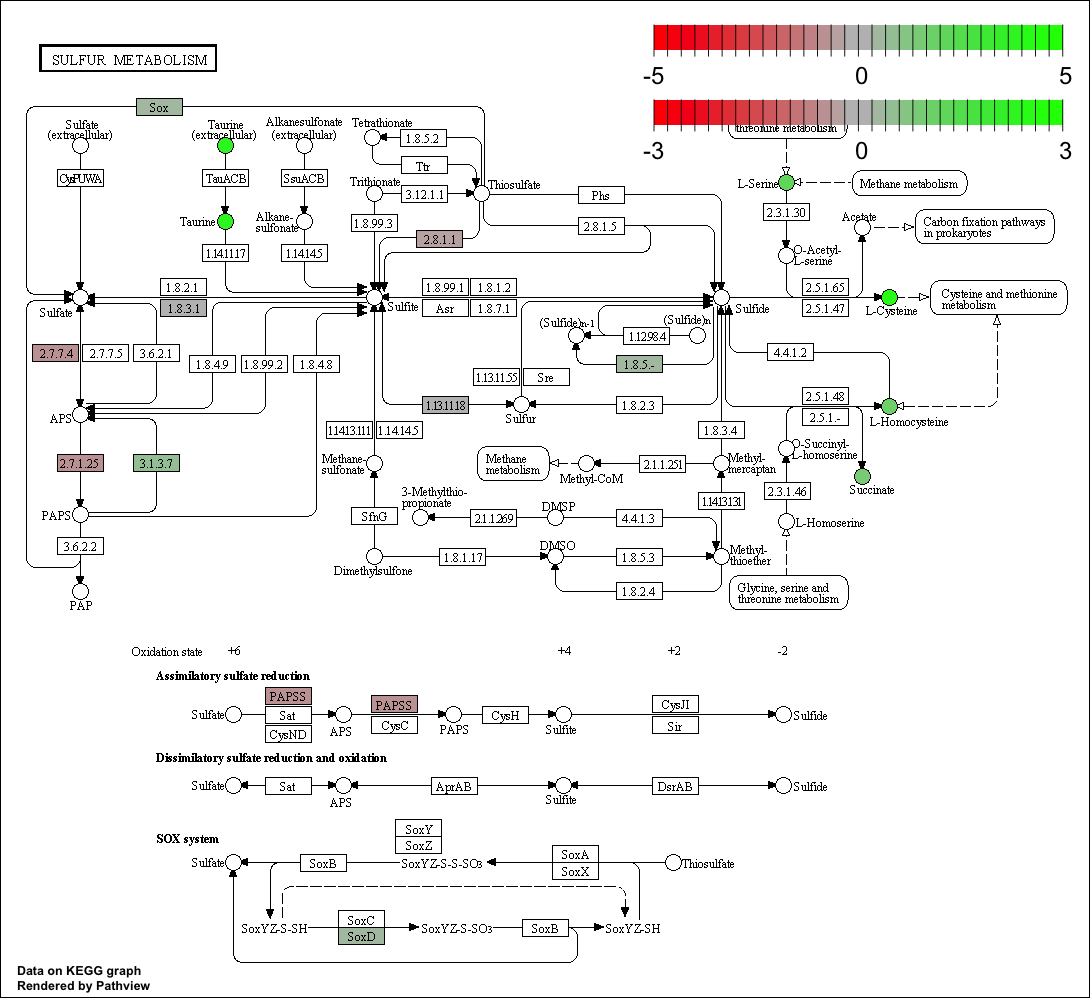 SULFUR METABOLISM
-5
0
5
-3
0
3
threonine metabolism
Sox
Sulfate
(extracellular)
Taurine
(extracellular)
Alkanesulfonate
(extracellular)
Tetrathionate
1.8.5.2
Ttr
TauACB
SsuACB
Trithionate
3.12.1.1
Thiosulfate
Phs
L-Serine
Methane metabolism
2.3.1.30
Acetate
Carbon fixation pathways
in prokaryotes
Taurine
Alkane-
sulfonate
1.8.99.3
2.8.1.1
2.8.1.5
1.14.11.17
1.14.14.5
O-Acetyl-
L-serine
1.8.2.1
1.8.3.1
1.8.99.1
1.8.1.2
Asr
1.8.7.1
2.5.1.65
2.5.1.47
Cysteine and methionine
metabolism
Sulfate
Sulfite
Sulfide
L-Cysteine
(Sulfide)n-1
(Sulfide)n
1.12.98.4
2.7.7.4
2.7.7.5
3.6.2.1
1.8.4.9
1.8.99.2
1.8.4.8
1.8.5.-
4.4.1.2
1.13.11.55
Sre
2.5.1.48
2.5.1.-
1.13.11.18
Sulfur
1.8.2.3
L-Homocysteine
APS
1.14.13.111
1.14.14.5
1.8.3.4
O-Succinyl-
L-homoserine
2.7.1.25
3.1.3.7
Methane-
sulfonate
Methane
metabolism
Methyl-CoM
2.1.1.251
Methyl-
mercaptan
Succinate
2.3.1.46
3-Methylthio-
propionate
DMSP
1.14.13.131
PAPS
SfnG
2.1.1.269
4.4.1.3
L-Homoserine
3.6.2.2
DMSO
1.8.1.17
1.8.5.3
Methyl-
thioether
Dimethylsulfone
1.8.2.4
Glycine, serine and
threonine metabolism
PAP
Oxidation state
+6
+4
+2
-2
Assimilatory sulfate reduction
PAPSS
PAPSS
CysJI
Sulfate
Sat
APS
CysC
PAPS
CysH
Sulfite
Sir
Sulfide
CysND
Dissimilatory sulfate reduction and oxidation
Sulfate
Sat
APS
AprAB
Sulfite
DsrAB
Sulfide
SOX system
SoxY
SoxZ
Sulfate
SoxB
SoxYZ-S-S-SO3
SoxA
SoxX
Thiosulfate
SoxYZ-S-SH
SoxC
SoxD
SoxYZ-S-SO3
SoxB
SoxYZ-SH
Data on KEGG graph
Rendered by Pathview